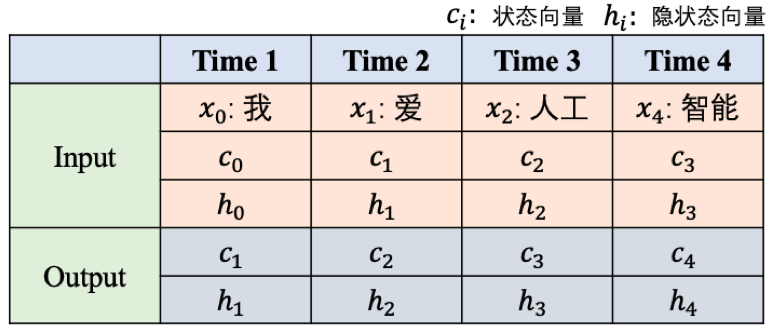 c_i: 状态向量 h_i: 隐状态向量
Time 1 Time 2 Time 3 Time 4
Input
x_0: 我 x_1: 爱 x_2: 人工 x_4: 智能
c_0 c_1 c_2 c_3
h_0 h_1 h_2 h_3
Output
c_1 c_2 c_3 c_4
h_1 h_2 h_3 h_4